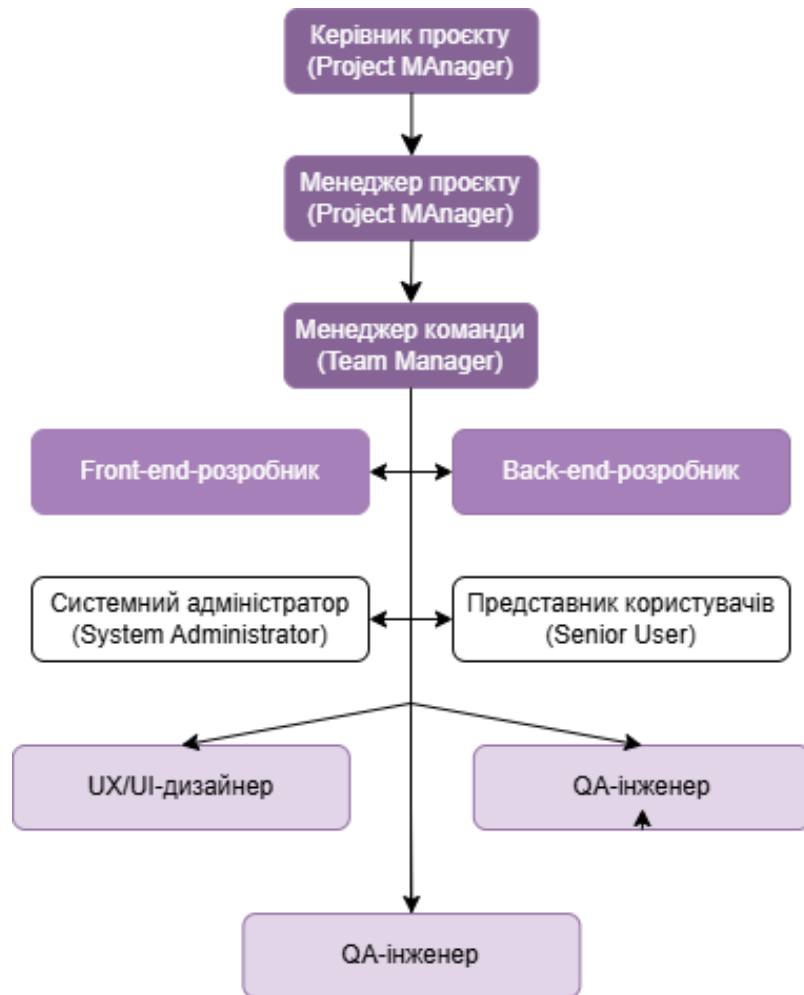 Керівник проєкту
(Project MAnager)
Менеджер проєкту
(Project MAnager)
Менеджер команди
(Team Manager)
Front-end-розробник
Back-end-розробник
Системний адміністратор
(System Administrator)
Представник користувачів
(Senior User)
UX/UI-дизайнер
QA-інженер
QA-інженер